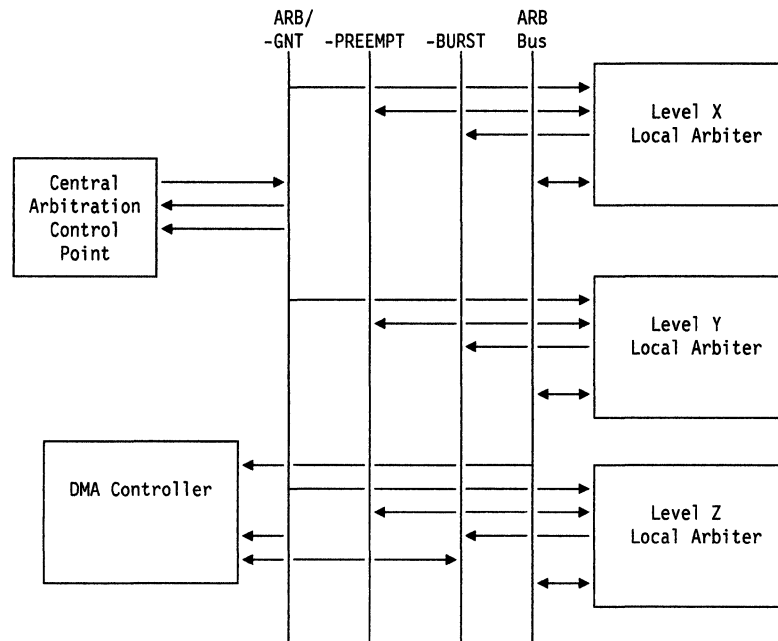 ARB/
-GNT -PREEMPT -BURST
ARB
Bus
Level X
Local Arbiter
Central
Arbitration
Control
Point
Level Y
Local Arbiter
DMA Controller
Level Z
Local Arbiter